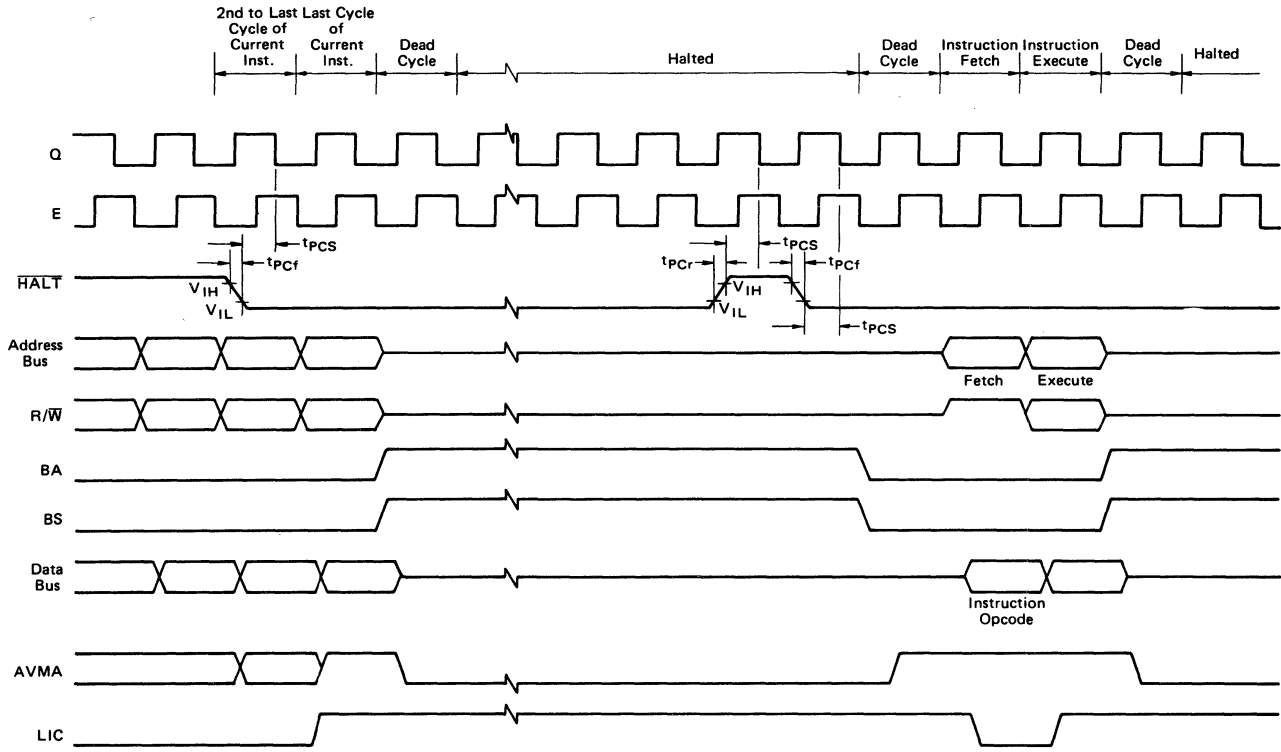 2nd to Last Last Cycle
Cycle of of
Current Current Dead Dead Instruction Instruction Dead
Inst. Inst. Cycle Halted Cycle Fetch Execute Cycle Halted
Q
E
tPCS tPCS
tPCf tPCr tPCf
HALT
VIH VIH
VIL VIL
tPCS
Address
Bus
Fetch Execute
R/W
BA
BS
Data
Bus
Instruction
Opcode
AVMA
LIC